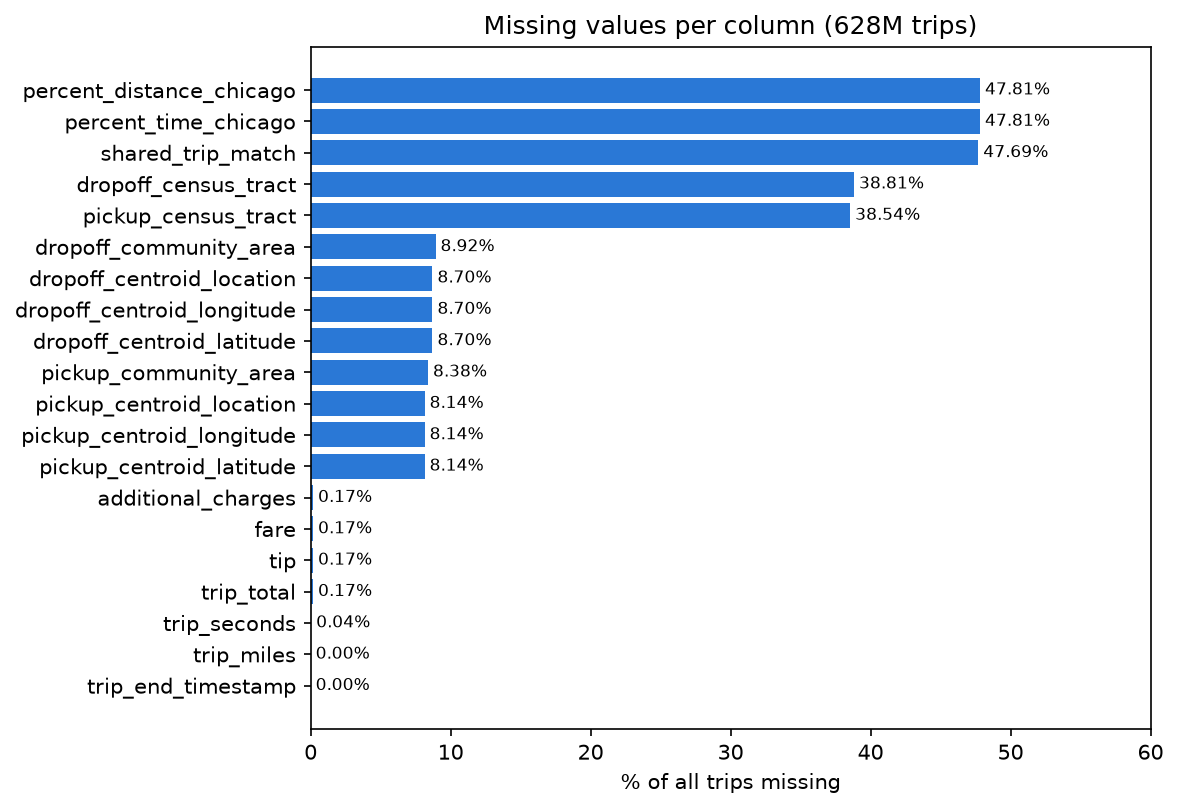 Missing values per column (628M trips)
percent_distance_chicago 47.81%
percent_time_chicago 47.81%
shared_trip_match 47.69%
dropoff_census_tract 38.81%
pickup_census_tract 38.54%
dropoff_community_area 8.92%
dropoff_centroid_location 8.70%
dropoff_centroid_longitude 8.70%
dropoff_centroid_latitude 8.70%
pickup_community_area 8.38%
pickup_centroid_location 8.14%
pickup_centroid_longitude 8.14%
pickup_centroid_latitude 8.14%
additional_charges 0.17%
fare 0.17%
tip 0.17%
trip_total 0.17%
trip_seconds 0.04%
trip_miles 0.00%
trip_end_timestamp 0.00%
0 10 20 30 40 50 60
% of all trips missing